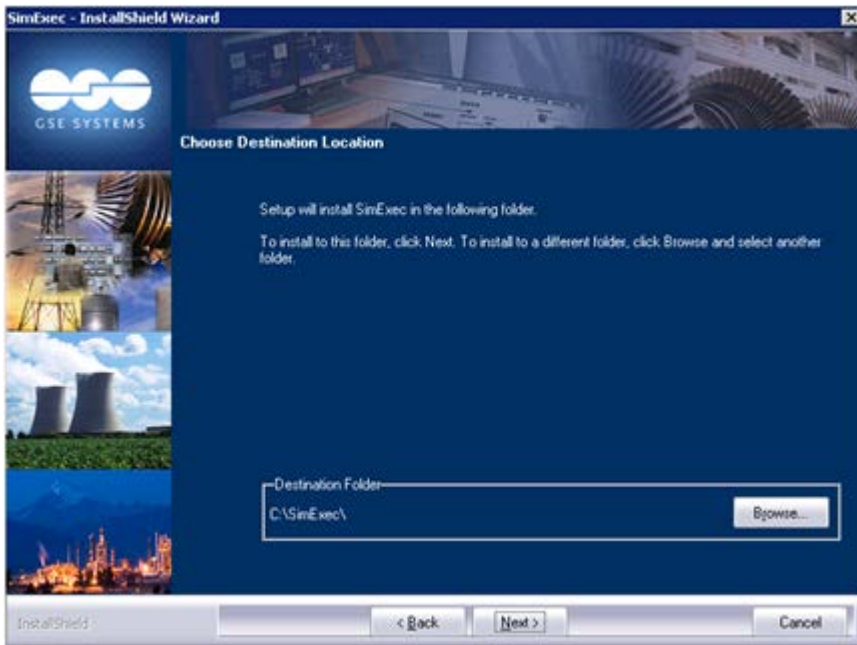 SimExec - InstallShield Wizard
GSE SYSTEMS
Choose Destination Location
Setup will install SimExec in the following folder.
To install to this folder, click Next. To install to a different folder, click Browse and select another
folder.
Destination Folder
C:\SimExec\
Browse...
InstallShield
< Back
Next >
Cancel